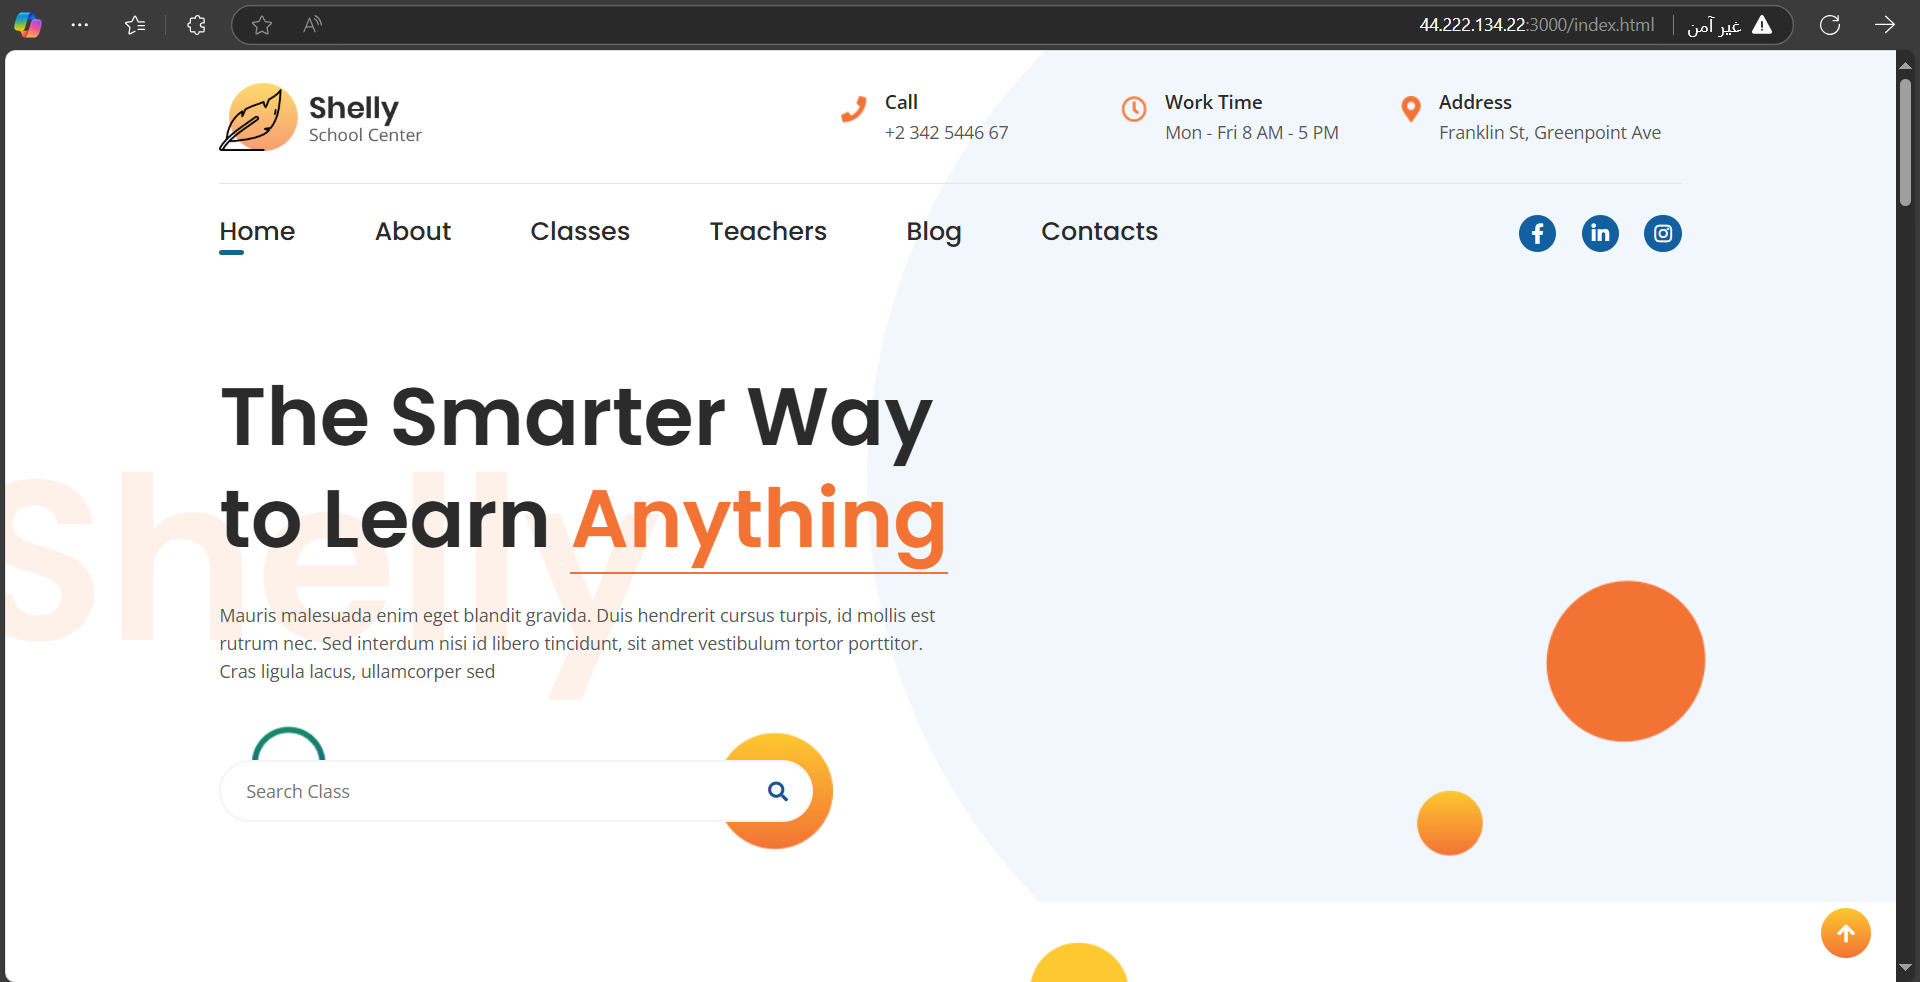 44.222.134.22:3000/index.html
غير آمن
Shelly
School Center
Call
+2 342 5446 67
Work Time
Mon - Fri 8 AM - 5 PM
Address
Franklin St, Greenpoint Ave
Home
About
Classes
Teachers
Blog
Contacts
The Smarter Way
to Learn Anything
Shelly
Mauris malesuada enim eget blandit gravida. Duis hendrerit cursus turpis, id mollis est
rutrum nec. Sed interdum nisi id libero tincidunt, sit amet vestibulum tortor porttitor.
Cras ligula lacus, ullamcorper sed
Search Class